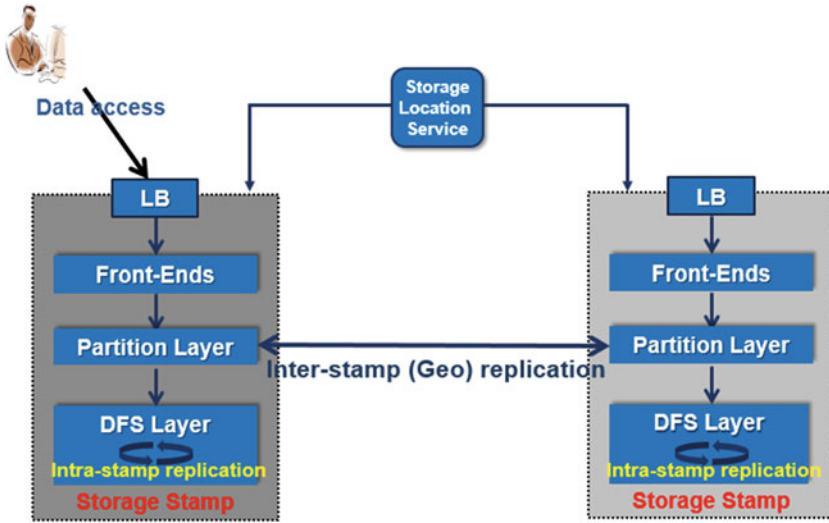 Data access
Storage
Location
Service
LB
Front-Ends
Partition Layer
DFS Layer
Intra-stamp replication
Storage Stamp
Inter-stamp (Geo) replication
LB
Front-Ends
Partition Layer
DFS Layer
Intra-stamp replication
Storage Stamp